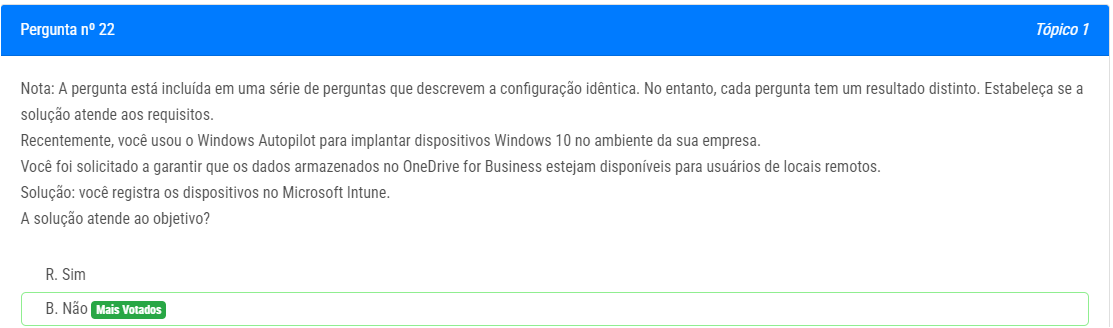 Pergunta nº 22
Tópico 1
Nota: A pergunta está incluída em uma série de perguntas que descrevem a configuração idêntica. No entanto, cada pergunta tem um resultado distinto. Estabeleça se a
solução atende aos requisitos.
Recentemente, você usou o Windows Autopilot para implantar dispositivos Windows 10 no ambiente da sua empresa.
Você foi solicitado a garantir que os dados armazenados no OneDrive for Business estejam disponíveis para usuários de locais remotos.
Solução: você registra os dispositivos no Microsoft Intune.
A solução atende ao objetivo?
R. Sim
B. Não Mais Votados